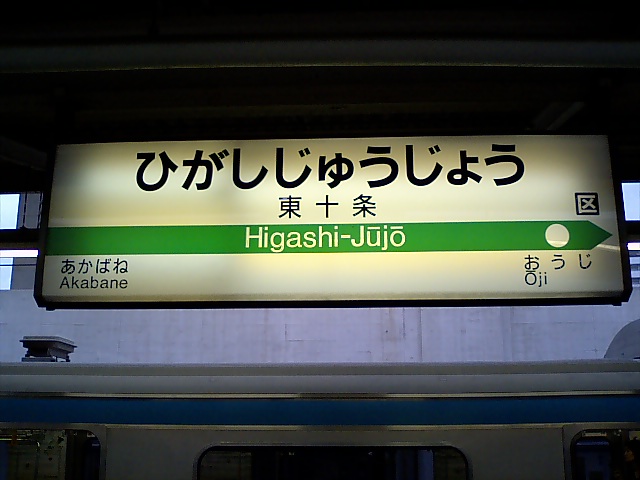 ひがしじゅうじょう
東十条
区
Higashi-Jūjō
あかばね
Akabane
おうじ
Ōji